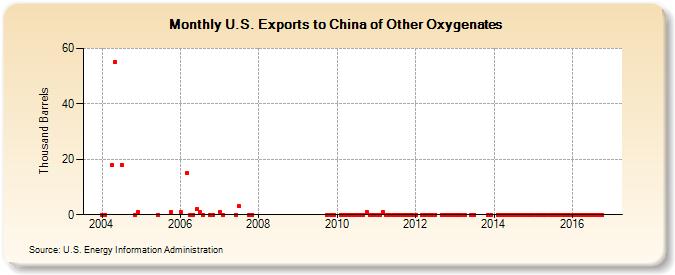 Monthly U.S. Exports to China of Other Oxygenates
Thousand Barrels
60
40
20
0
2004 2006 2008 2010 2012 2014 2016
Source: U.S. Energy Information Administration